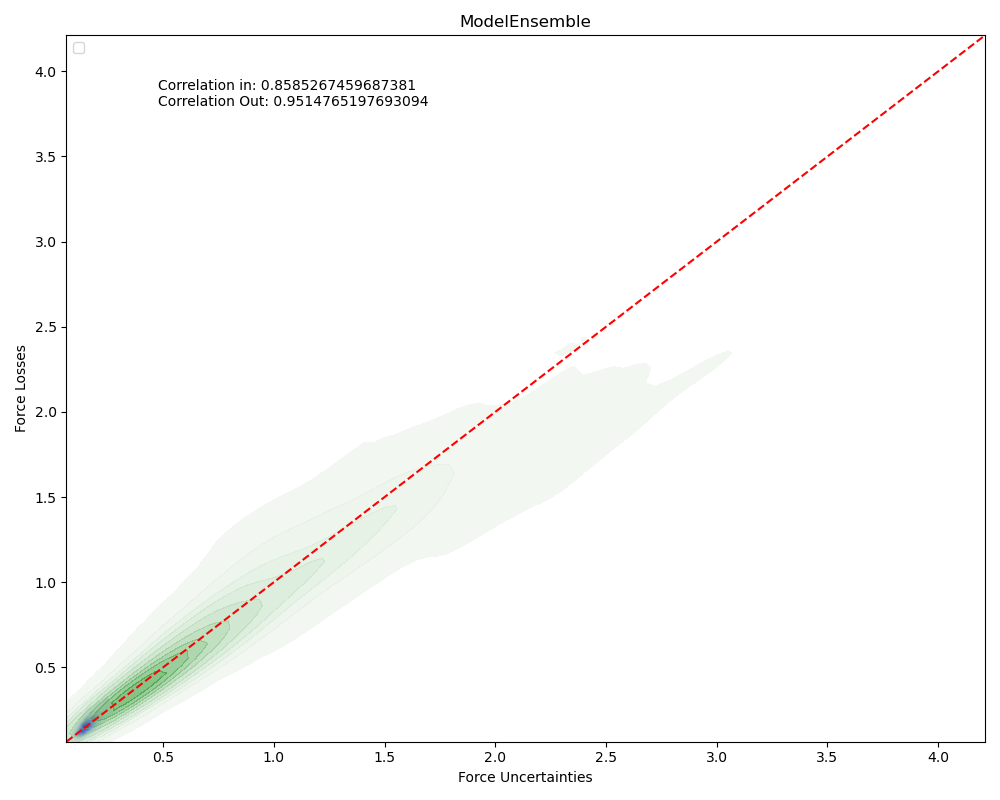 ModelEnsemble
Correlation in: 0.8585267459687381
Correlation Out: 0.9514765197693094
Force Losses
4.0
3.5
3.0
2.5
2.0
1.5
1.0
0.5
0.5 1.0 1.5 2.0 2.5 3.0 3.5 4.0
Force Uncertainties